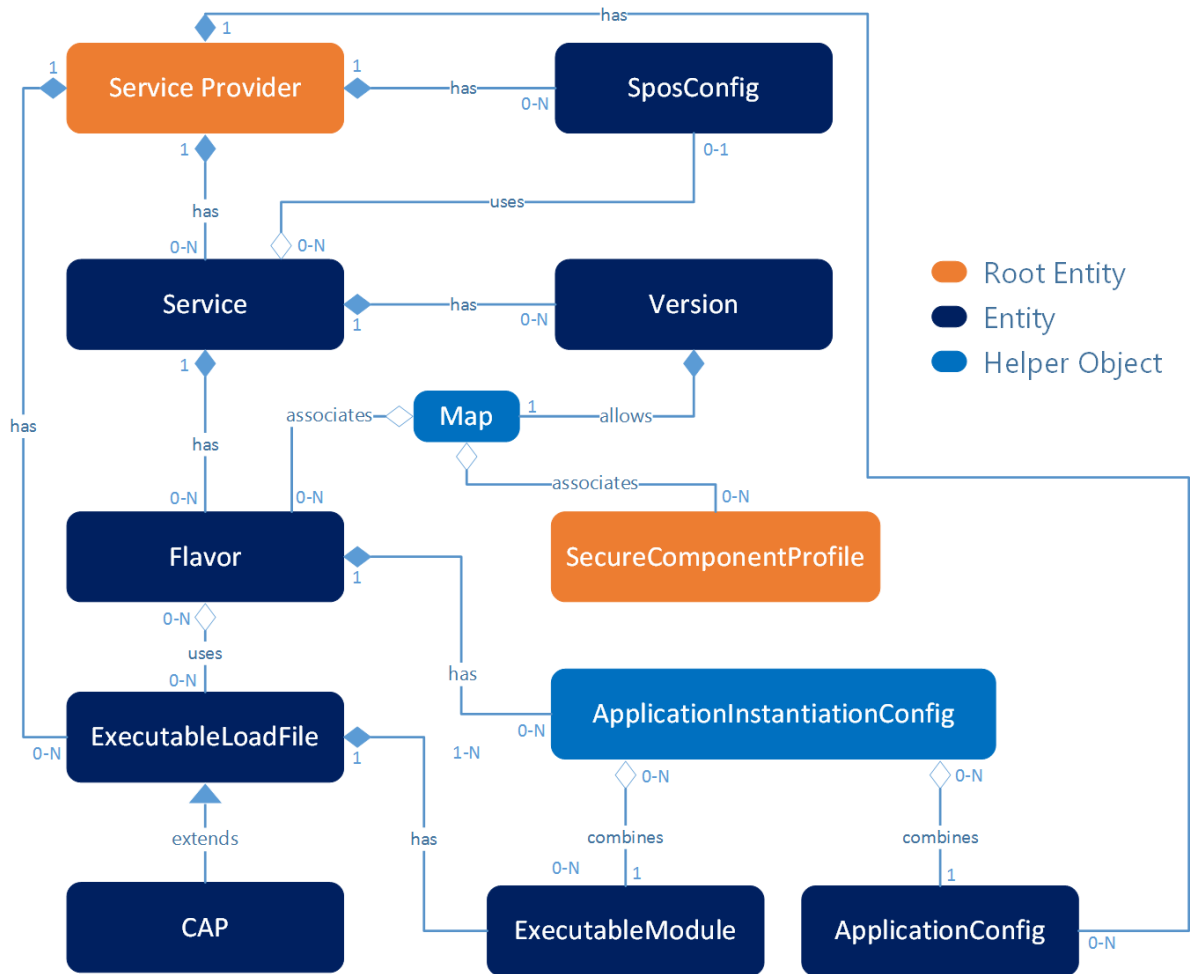 has
1
1
Service Provider
1
has
0-N
SposConfig
1
0-1
uses
has
0-N
0-N
Service
1
has
0-N
Version
Root Entity
Entity
Helper Object
1
associates
Map
1
allows
has
has
associates
0-N
0-N
0-N
Flavor
1
SecureComponentProfile
0-N
uses
0-N
has
ExecutableLoadFile
0-N
1
1-N
0-N
ApplicationInstantiationConfig
0-N
0-N
extends
has
combines
combines
0-N
1
1
CAP
ExecutableModule
ApplicationConfig
0-N